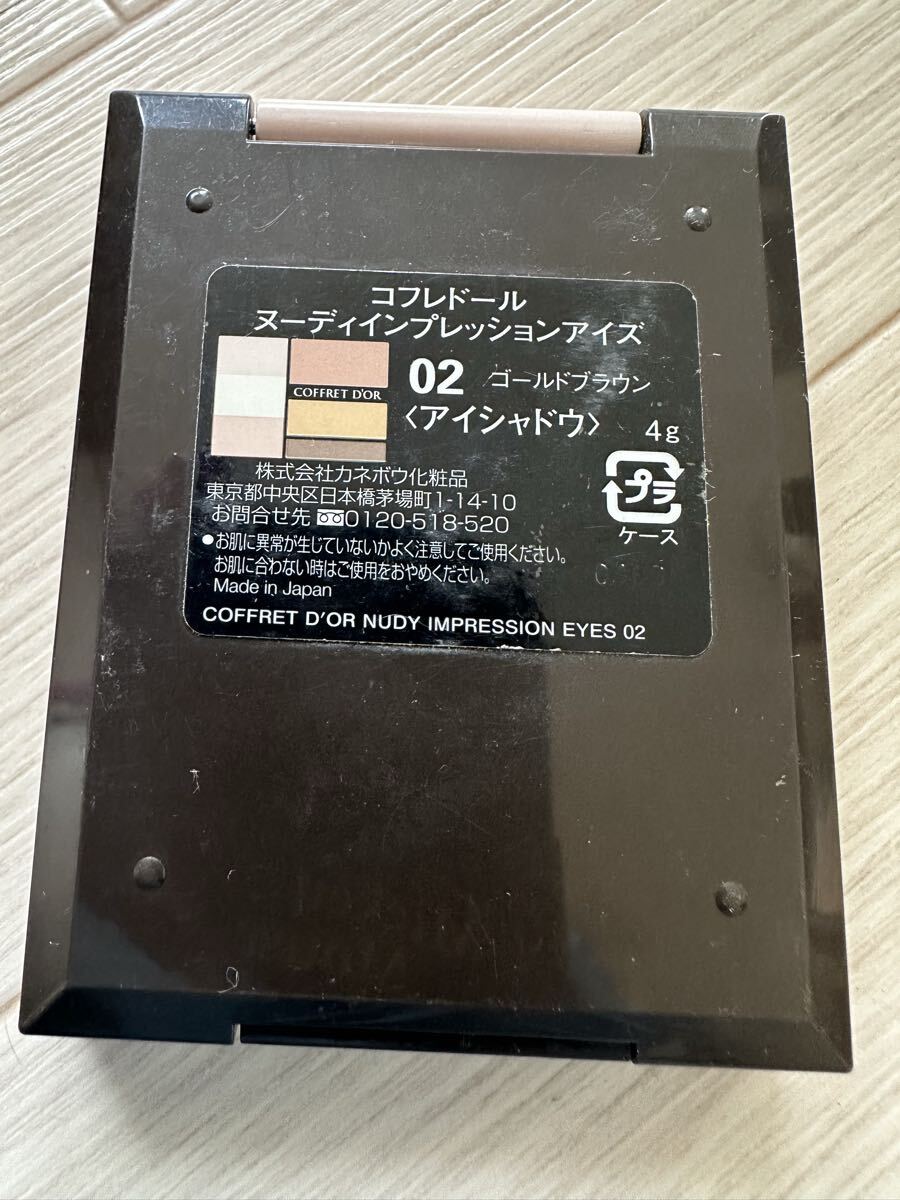 コフレドール
ヌーディインプレッションアイズ
COFFRET D'OR
02 ゴールドブラウン
〈アイシャドウ〉 4g
株式会社カネボウ化粧品
東京都中央区日本橋茅場町1-14-10
お問合せ先 0120-518-520
プラ
ケース
●お肌に異常が生じていないかよく注意してご使用ください。
お肌に合わない時はご使用をおやめください。
Made in Japan
COFFRET D'OR NUDY IMPRESSION EYES 02